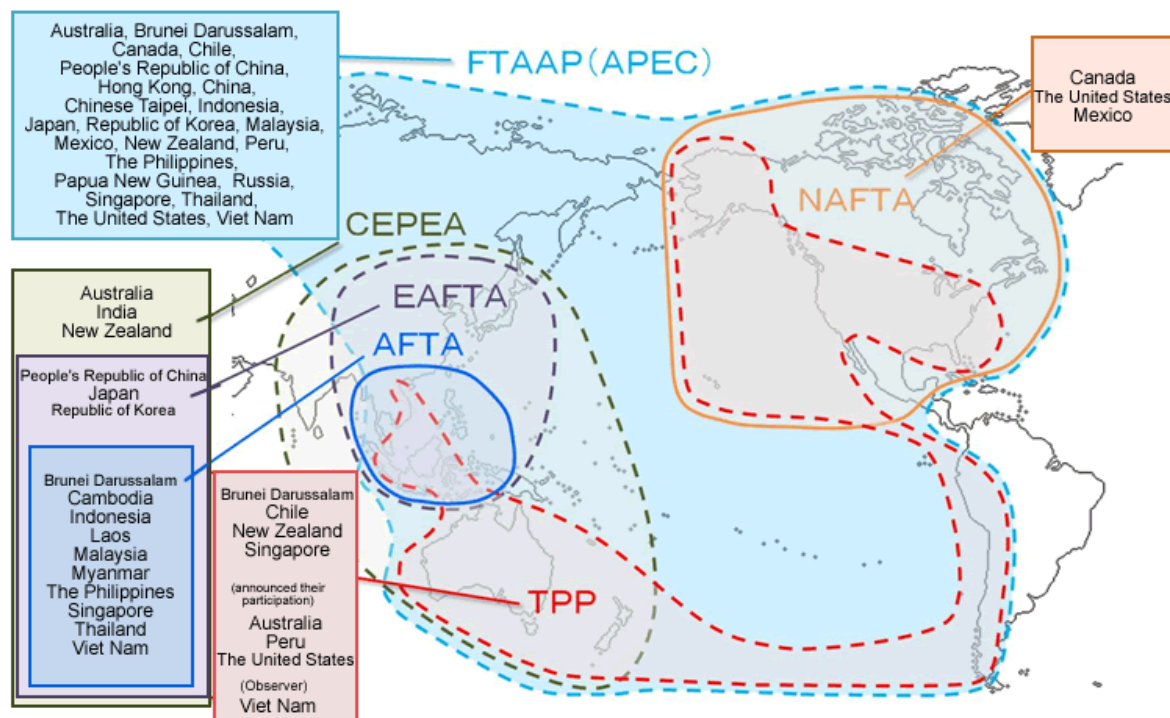 Australia, Brunei Darussalam,
Canada, Chile,
People's Republic of China,
Hong Kong, China,
Chinese Taipei, Indonesia,
Japan, Republic of Korea, Malaysia,
Mexico, New Zealand, Peru,
The Philippines,
Papua New Guinea, Russia,
Singapore, Thailand,
The United States, Viet Nam
FTAAP(APEC)
Canada
The United States
Mexico
NAFTA
CEPEA
EAFTA
AFTA
Australia
India
New Zealand
People's Republic of China
Japan
Republic of Korea
Brunei Darussalam
Cambodia
Indonesia
Laos
Malaysia
Myanmar
The Philippines
Singapore
Thailand
Viet Nam
Brunei Darussalam
Chile
New Zealand
Singapore
(announced their
participation)
Australia
Peru
The United States
(Observer)
Viet Nam
TPP